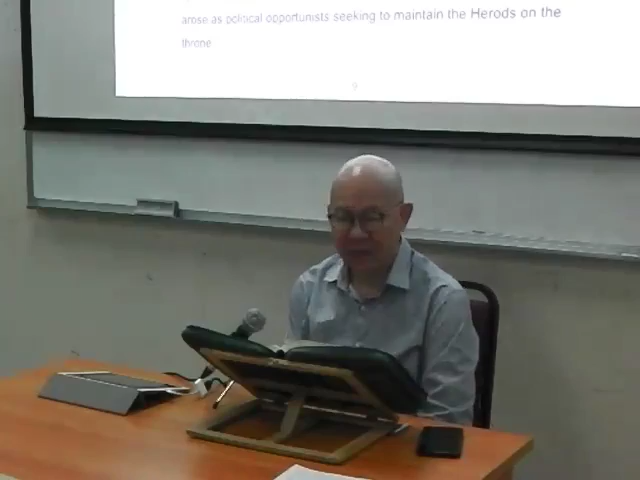 arose as political opportunists seeking to maintain the Herods on the
throne
9